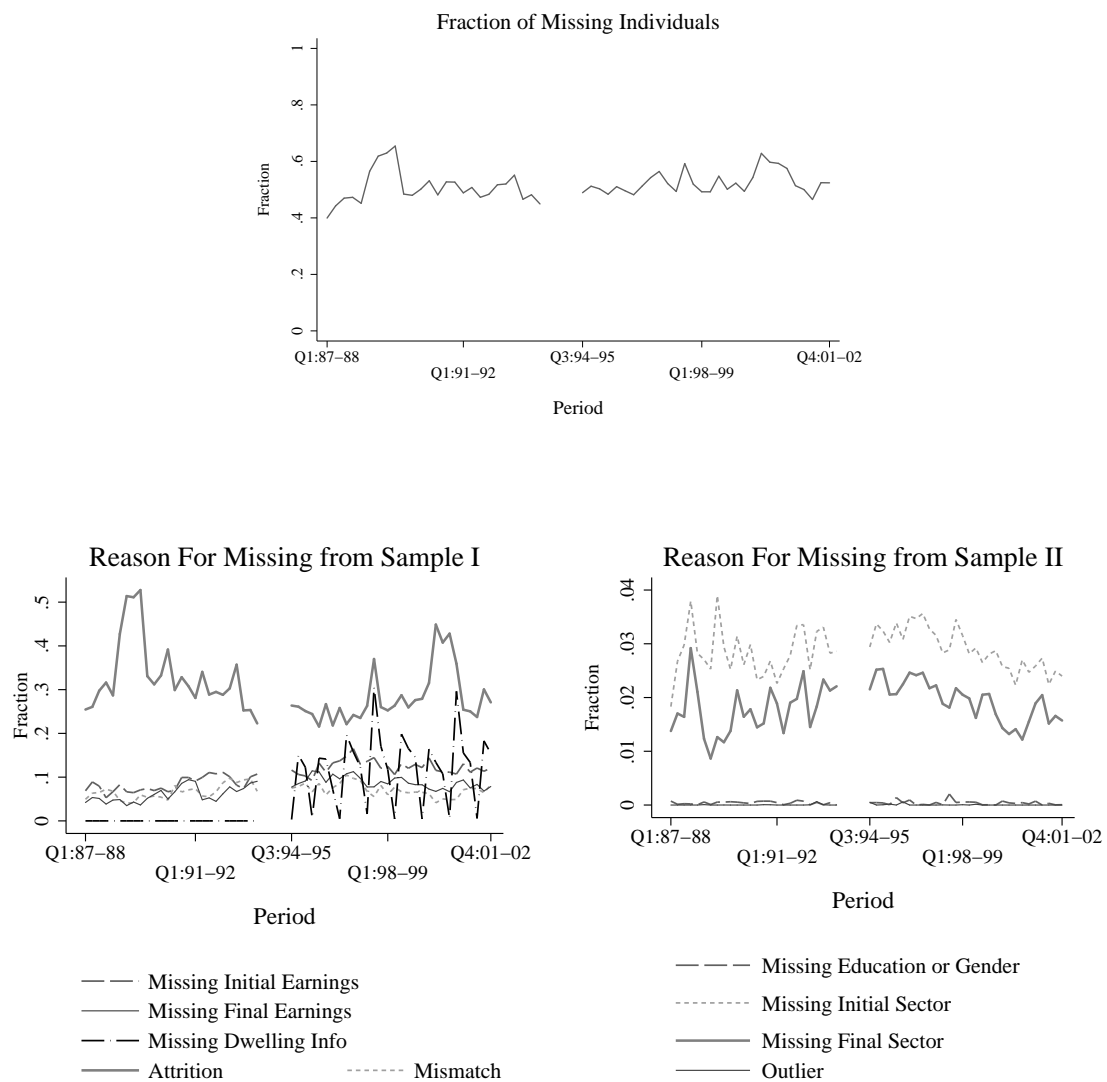 Fraction of Missing Individuals
1
.8
.6
.4
.2
0
Fraction
Q1:87–88
Q1:91–92
Q3:94–95
Q1:98–99
Q4:01–02
Period
Reason For Missing from Sample I
.5
.4
.3
.2
.1
0
Fraction
Q1:87–88
Q1:91–92
Q3:94–95
Q1:98–99
Q4:01–02
Period
Missing Initial Earnings
Missing Final Earnings
Missing Dwelling Info
Attrition
Mismatch
Reason For Missing from Sample II
.04
.03
.02
.01
0
Fraction
Q1:87–88
Q1:91–92
Q3:94–95
Q1:98–99
Q4:01–02
Period
Missing Education or Gender
Missing Initial Sector
Missing Final Sector
Outlier